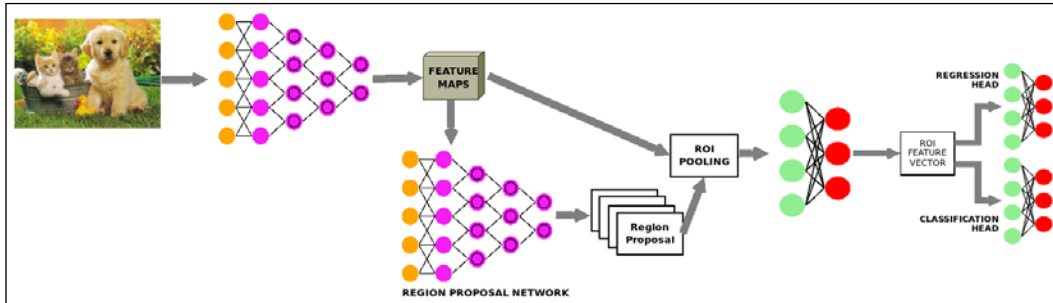 FEATURE
MAPS
REGION PROPOSAL NETWORK
Region
Proposal
ROI
POOLING
ROI
FEATURE
VECTOR
REGRESSION
HEAD
CLASSIFICATION
HEAD